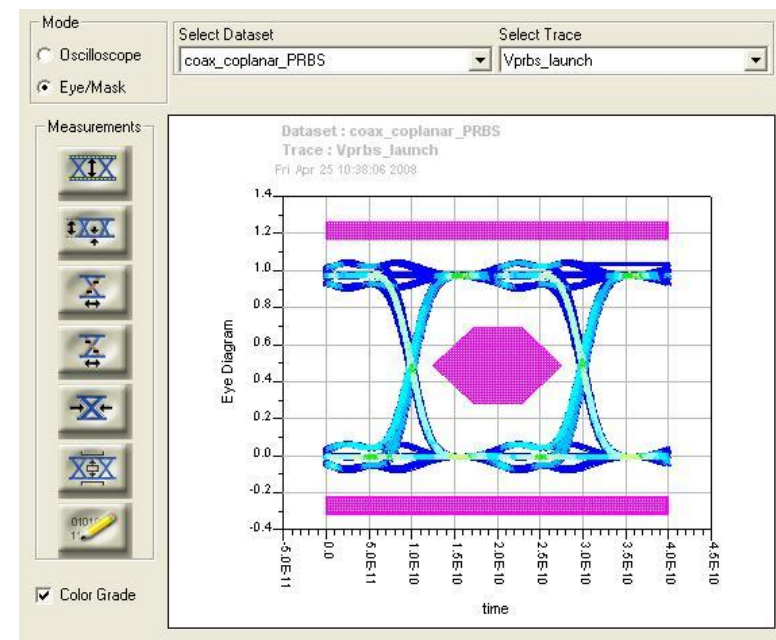 Mode
Oscilloscope
Eye/Mask
Select Dataset
coax_coplanar_PRBS
Select Trace
Vprbs_launch
Measurements
Color Grade
Dataset : coax_coplanar_PRBS
Trace : Vprbs_launch
Fri Apr 25 10:38:06 2008
Eye Diagram
1.4
1.2
1.0
0.8
0.6
0.4
0.2
0.0
-0.2
-0.4
-5.0E-11
0.0
5.0E-11
1.0E-10
1.5E-10
2.0E-10
2.5E-10
3.0E-10
3.5E-10
4.0E-10
4.5E-10
time